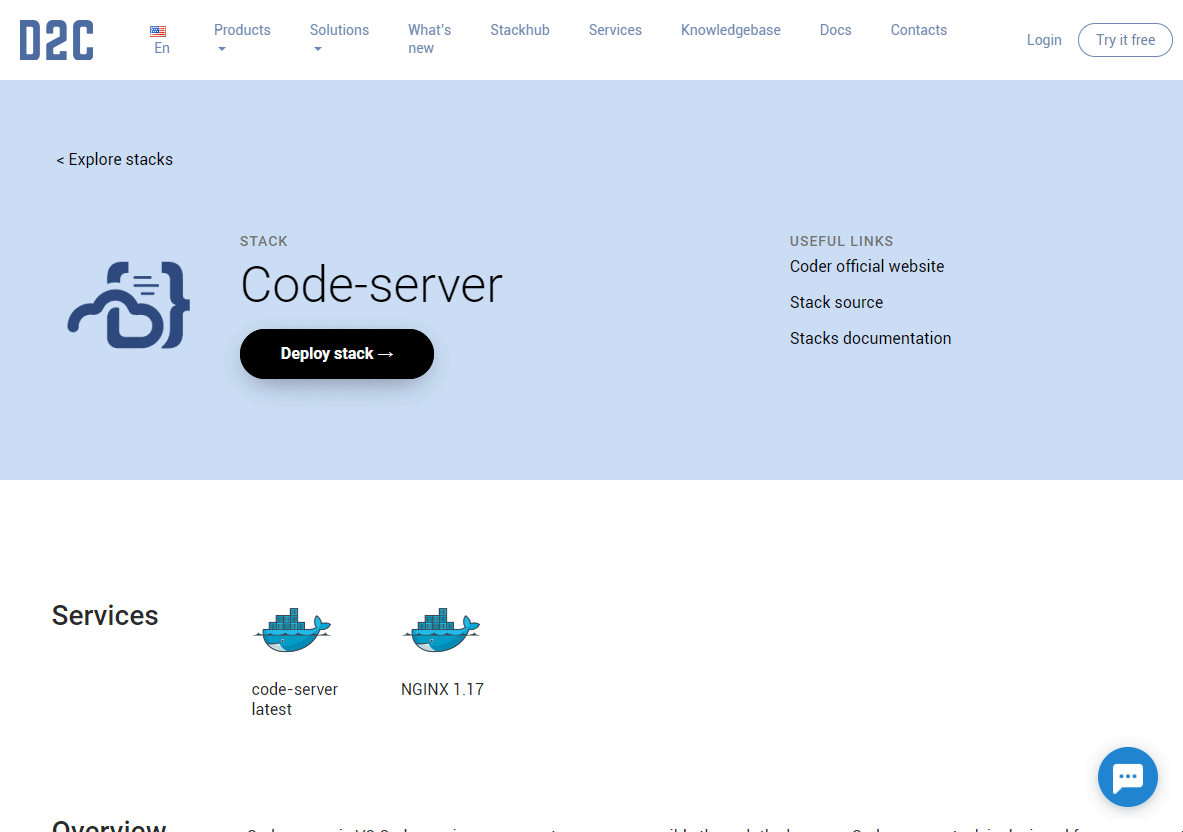 D2C
En
Products
Solutions
What's
new
Stackhub
Services
Knowledgebase
Docs
Contacts
Login
Try it free
< Explore stacks
STACK
Code-server
Deploy stack →
USEFUL LINKS
Coder official website
Stack source
Stacks documentation
Services
code-server
latest
NGINX 1.17
Overview